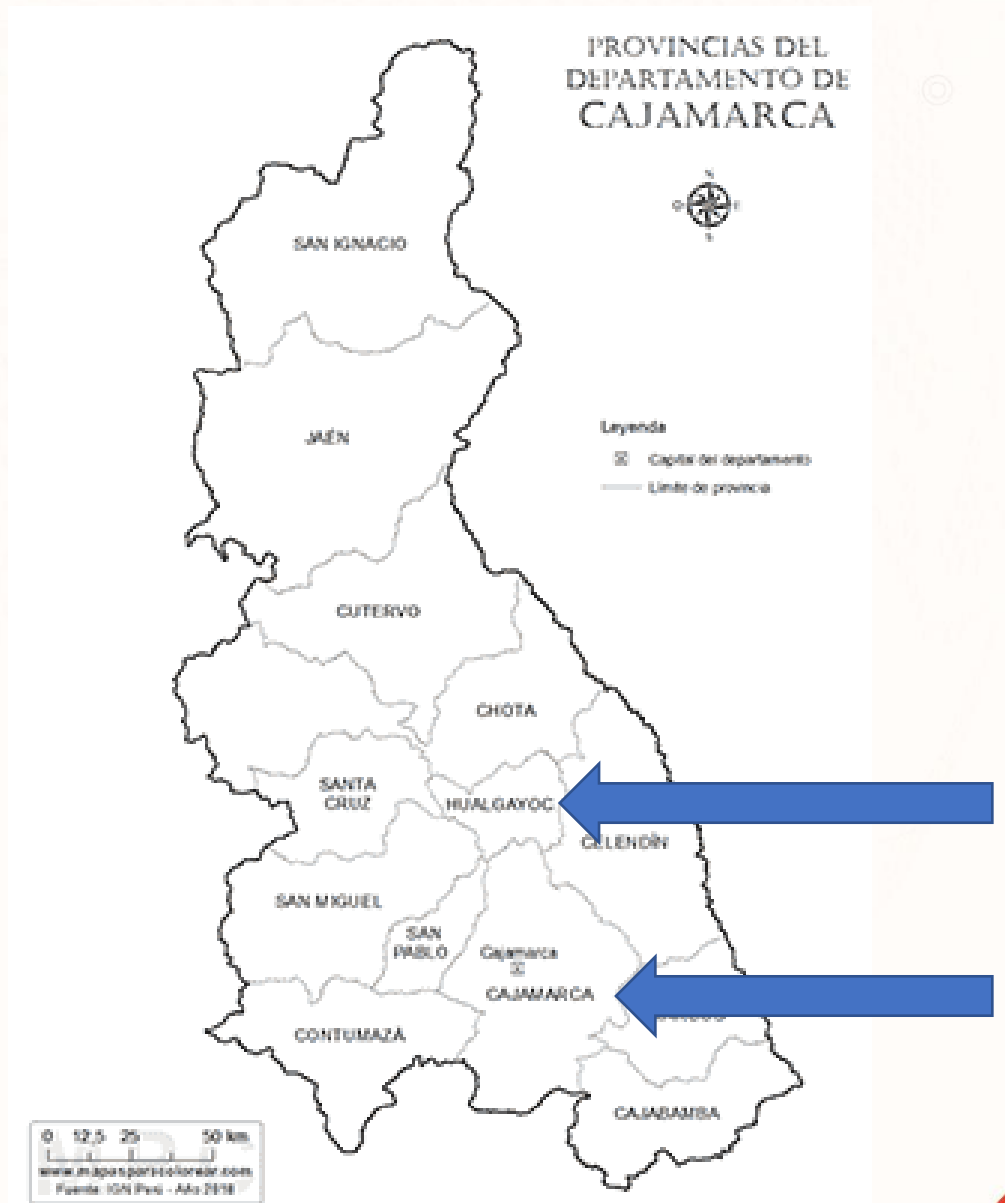 PROVINCIAS DEL
DEPARTAMENTO DE
CAJAMARCA
N
O E
S
SAN IGNACIO
JAÉN
Leyenda
Capital del departamento
Límite de provincia
CUTERVO
CHOTA
SANTA
CRUZ
HUALGAYOC
CELENDÍN
SAN MIGUEL
SAN
PABLO
Cajamarca
CAJAMARCA
CONTUMAZÁ
CAJABAMBA
0 12,5 25 50 km
www.mapasparacolorear.com
Fuente: IGN Perú - Año 2018